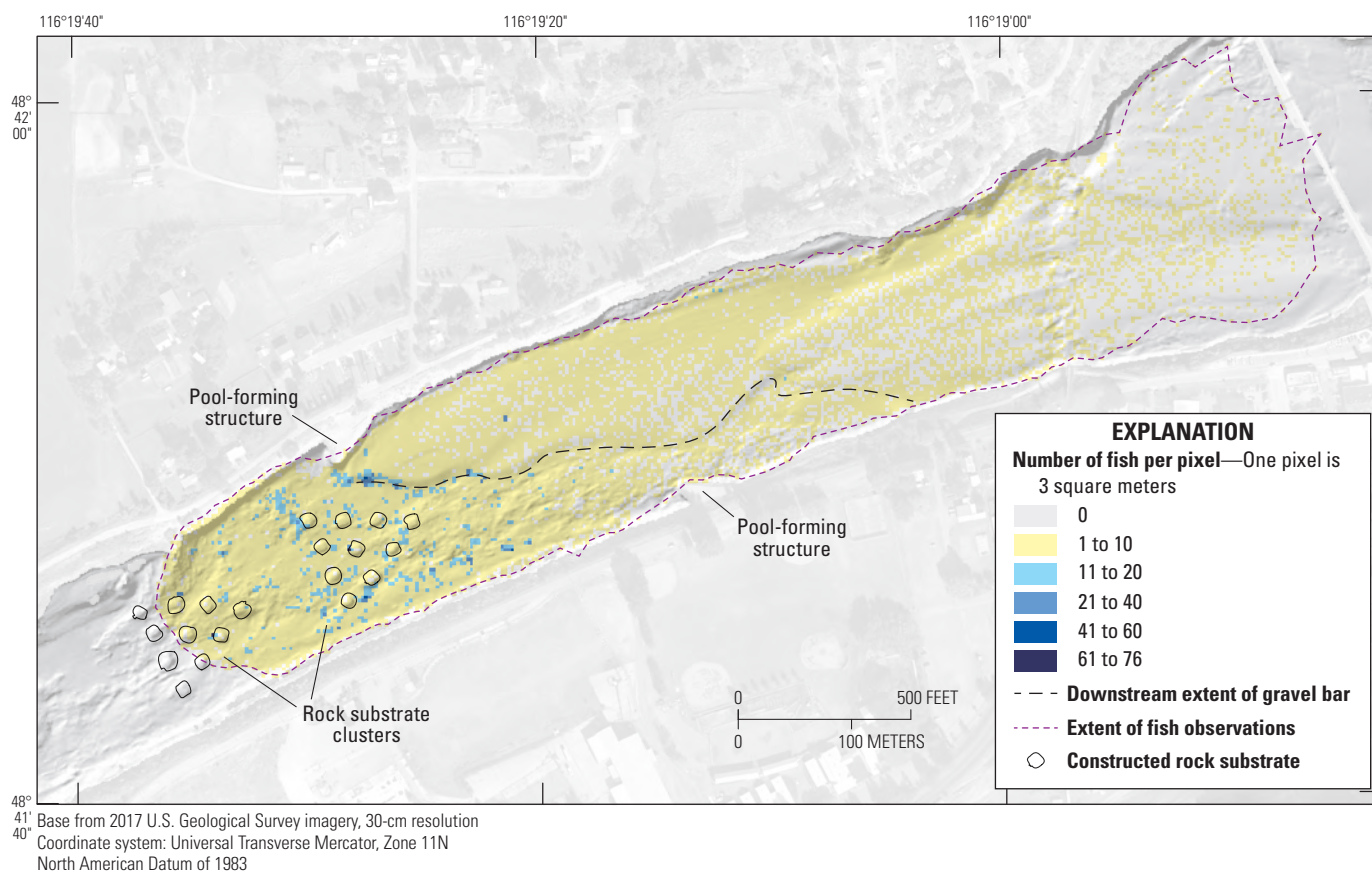 116°19'40"
116°19'20"
116°19'00"
48°
42'
00"
Pool-forming
structure
Pool-forming
structure
Rock substrate
clusters
0
500 FEET
0
100 METERS
EXPLANATION
Number of fish per pixel—One pixel is
3 square meters
0
1 to 10
11 to 20
21 to 40
41 to 60
61 to 76
Downstream extent of gravel bar
Extent of fish observations
Constructed rock substrate
48°
41'
40"
Base from 2017 U.S. Geological Survey imagery, 30-cm resolution
Coordinate system: Universal Transverse Mercator, Zone 11N
North American Datum of 1983